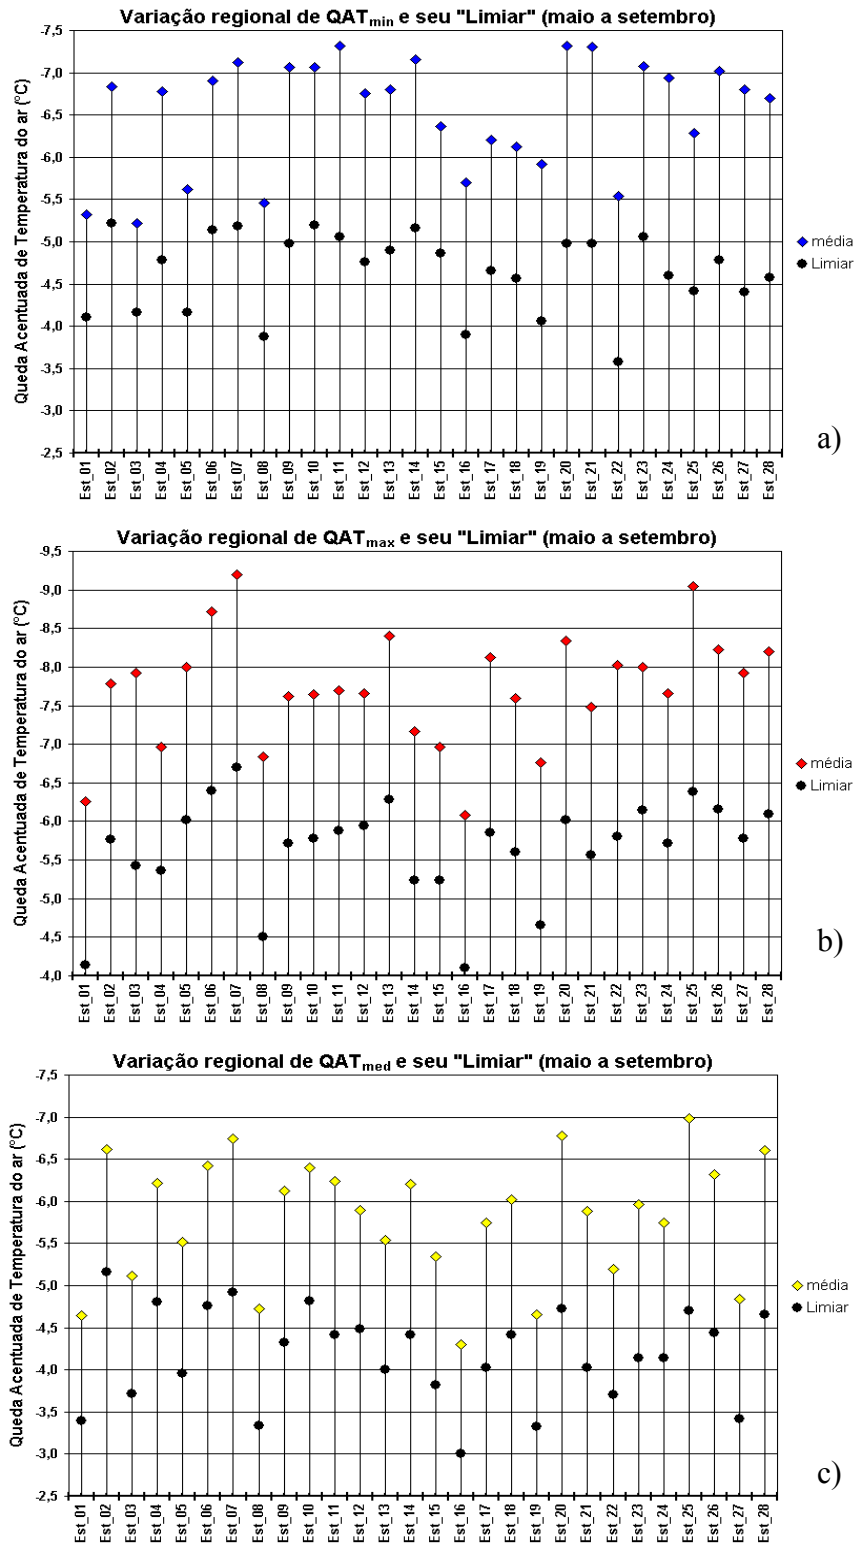 Variação regional de QATmin e seu "Limiar" (maio a setembro)
Queda Acentuada de Temperatura do ar (°C)
-7,5
-7,0
-6,5
-6,0
-5,5
-5,0
-4,5
-4,0
-3,5
-3,0
-2,5
média
Limiar
a)
Est_01
Est_02
Est_03
Est_04
Est_05
Est_06
Est_07
Est_08
Est_09
Est_10
Est_11
Est_12
Est_13
Est_14
Est_15
Est_16
Est_17
Est_18
Est_19
Est_20
Est_21
Est_22
Est_23
Est_24
Est_25
Est_26
Est_27
Est_28
Variação regional de QATmax e seu "Limiar" (maio a setembro)
Queda Acentuada de Temperatura do ar (°C)
-9,5
-9,0
-8,5
-8,0
-7,5
-7,0
-6,5
-6,0
-5,5
-5,0
-4,5
-4,0
média
Limiar
b)
Est_01
Est_02
Est_03
Est_04
Est_05
Est_06
Est_07
Est_08
Est_09
Est_10
Est_11
Est_12
Est_13
Est_14
Est_15
Est_16
Est_17
Est_18
Est_19
Est_20
Est_21
Est_22
Est_23
Est_24
Est_25
Est_26
Est_27
Est_28
Variação regional de QATmed e seu "Limiar" (maio a setembro)
Queda Acentuada de Temperatura do ar (°C)
-7,5
-7,0
-6,5
-6,0
-5,5
-5,0
-4,5
-4,0
-3,5
-3,0
-2,5
média
Limiar
c)
Est_01
Est_02
Est_03
Est_04
Est_05
Est_06
Est_07
Est_08
Est_09
Est_10
Est_11
Est_12
Est_13
Est_14
Est_15
Est_16
Est_17
Est_18
Est_19
Est_20
Est_21
Est_22
Est_23
Est_24
Est_25
Est_26
Est_27
Est_28